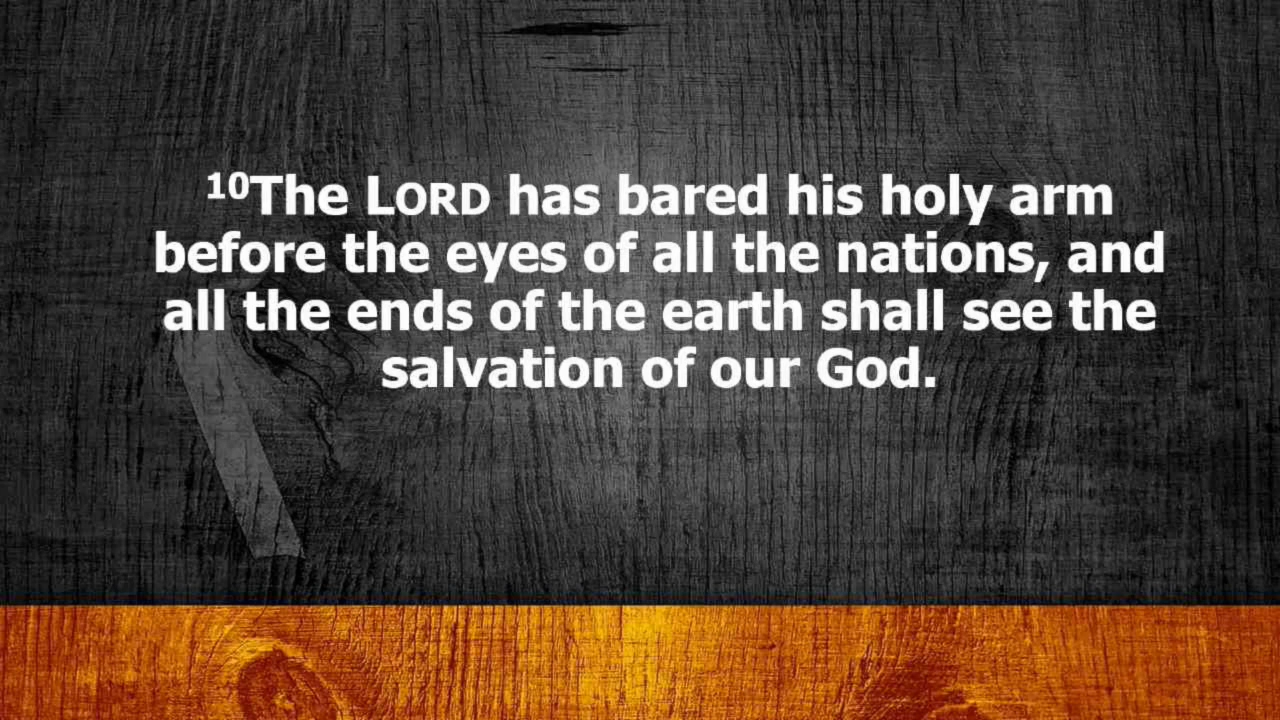 ¹⁰The LORD has bared his holy arm
before the eyes of all the nations, and
all the ends of the earth shall see the
salvation of our God.